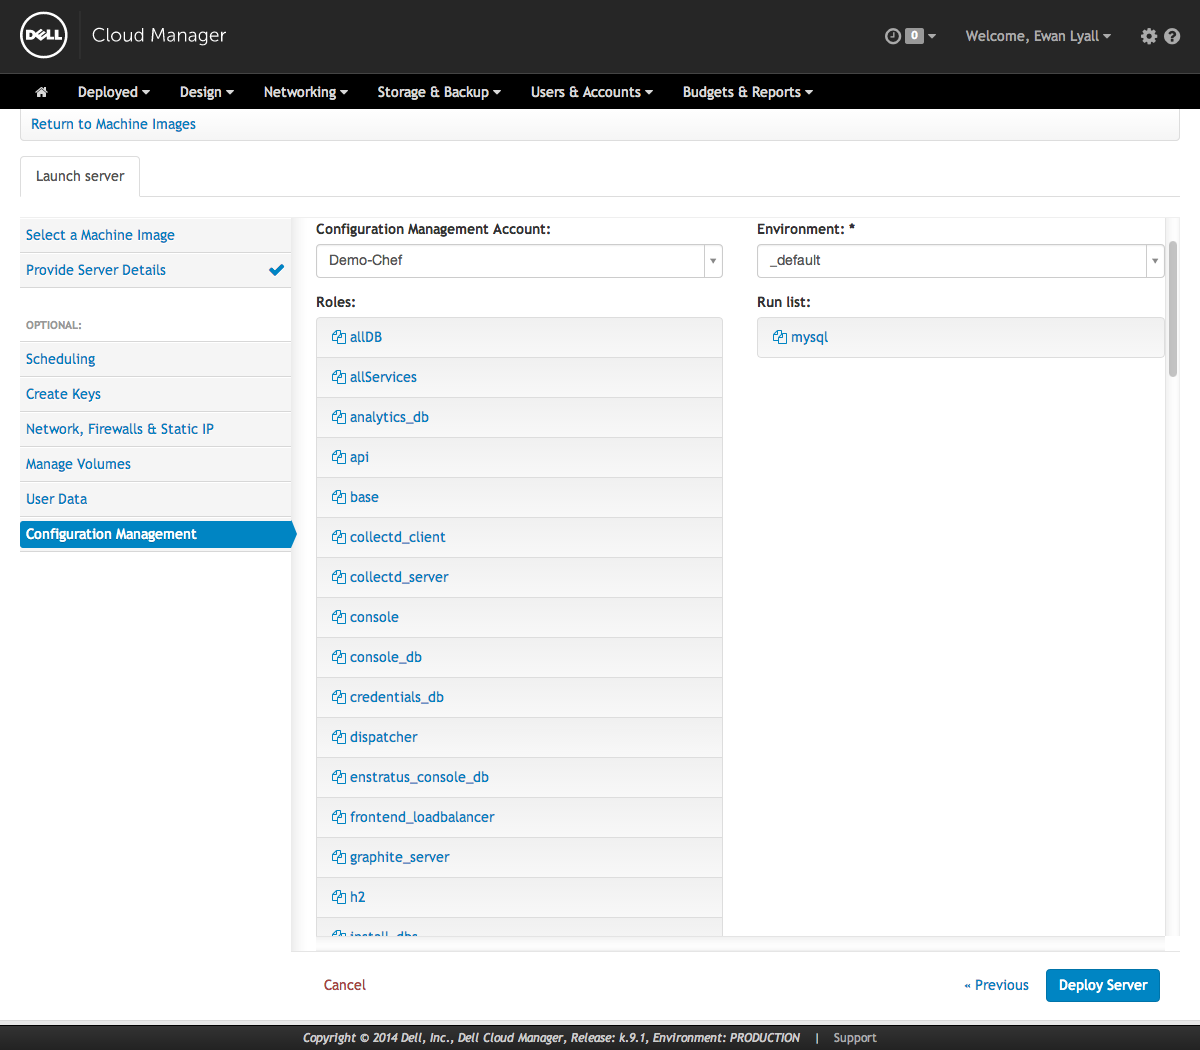 DELL
Cloud Manager
0
Welcome, Ewan Lyall
Deployed
Design
Networking
Storage & Backup
Users & Accounts
Budgets & Reports
Return to Machine Images
Launch server
Select a Machine Image
Provide Server Details
OPTIONAL:
Scheduling
Create Keys
Network, Firewalls & Static IP
Manage Volumes
User Data
Configuration Management
Configuration Management Account:
Demo-Chef
Environment: *
_default
Roles:
allDB
allServices
analytics_db
api
base
collectd_client
collectd_server
console
console_db
credentials_db
dispatcher
enstratus_console_db
frontend_loadbalancer
graphite_server
h2
install_dbs
Run list:
mysql
Cancel
« Previous
Deploy Server
Copyright © 2014 Dell, Inc., Dell Cloud Manager, Release: k.9.1, Environment: PRODUCTION | Support